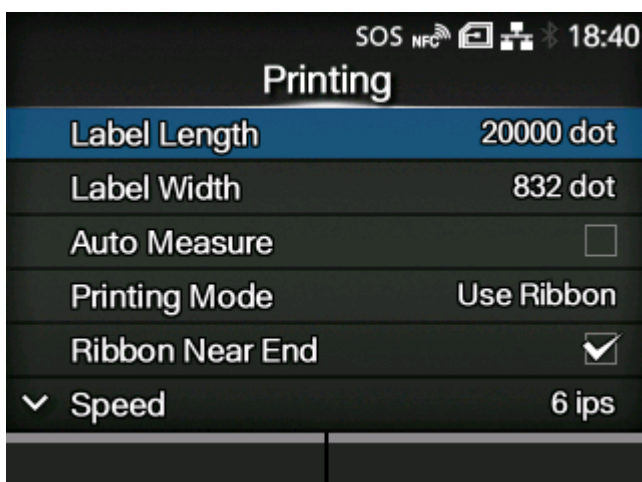 SOS NFC 18:40
Printing
Label Length 20000 dot
Label Width 832 dot
Auto Measure
Printing Mode Use Ribbon
Ribbon Near End
Speed 6 ips